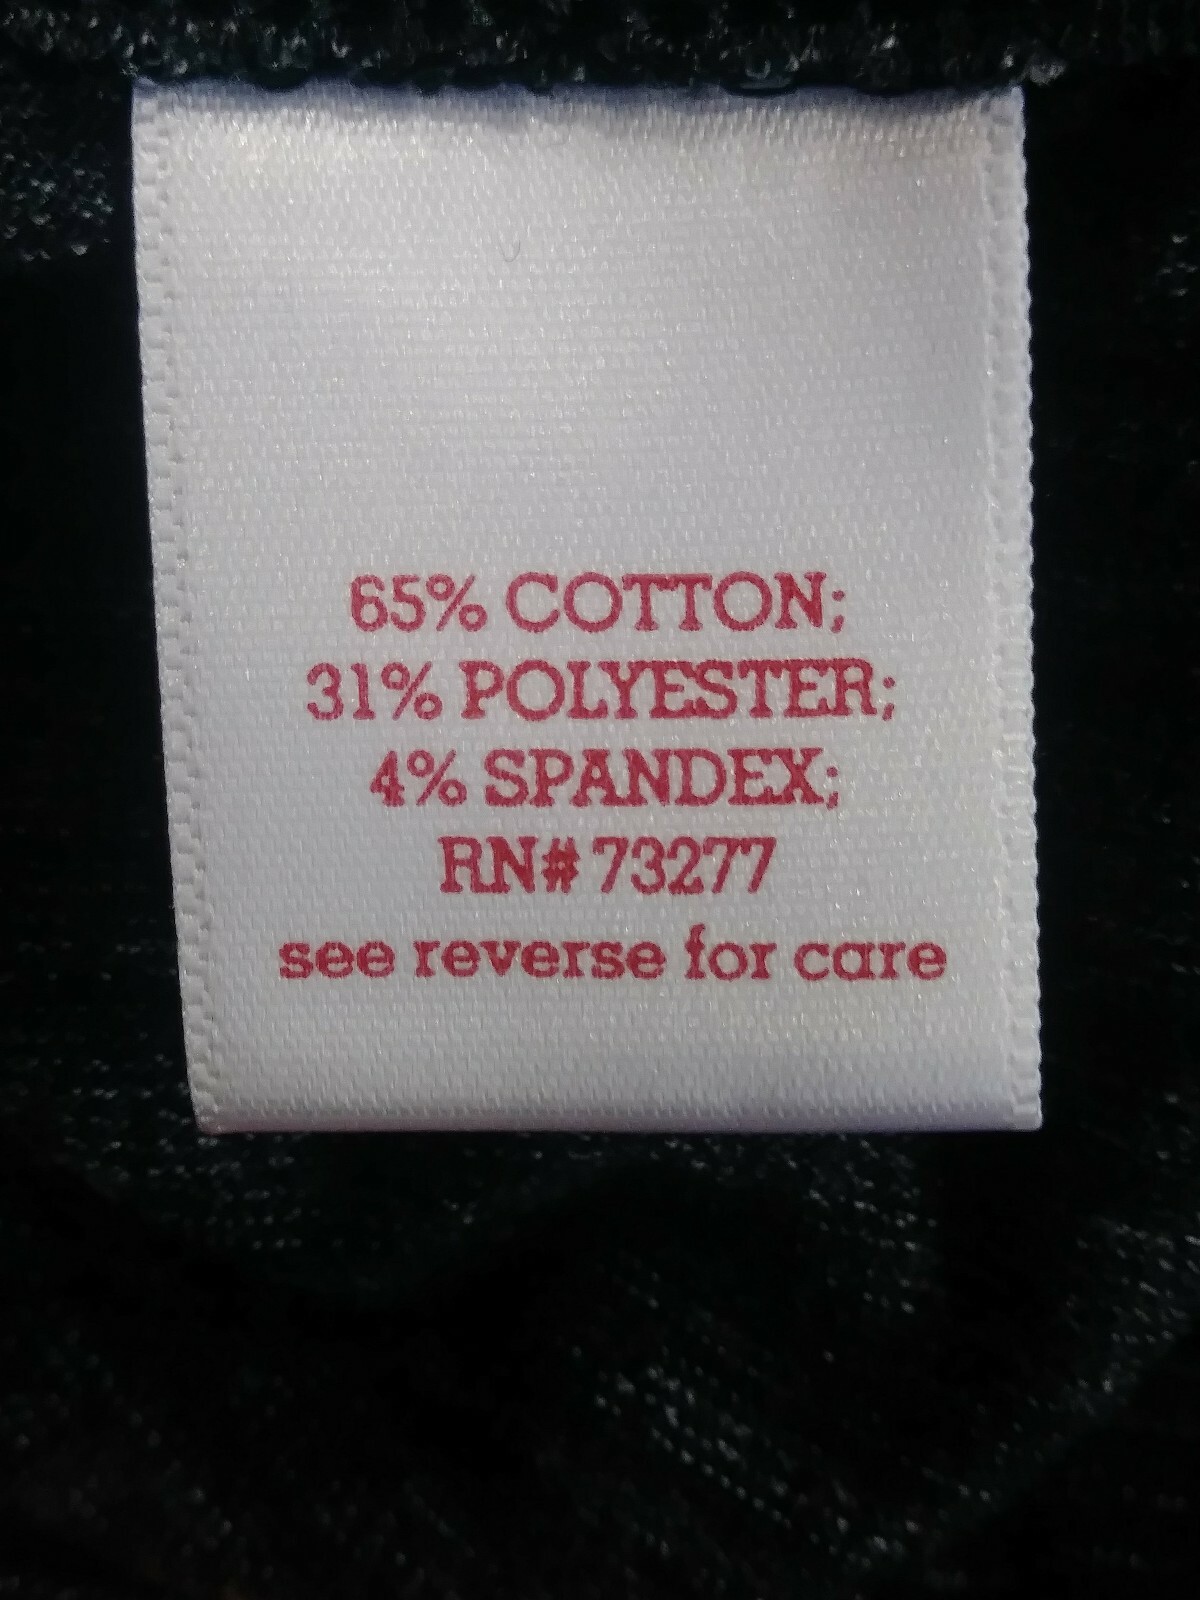 65% COTTON;
31% POLYESTER;
4% SPANDEX;
RN# 73277
see reverse for care